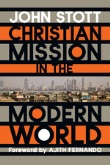 JOHN STOTT
CHRISTIAN
MISSION
IN THE
MODERN
WORLD
Foreword by AJITH FERNANDO